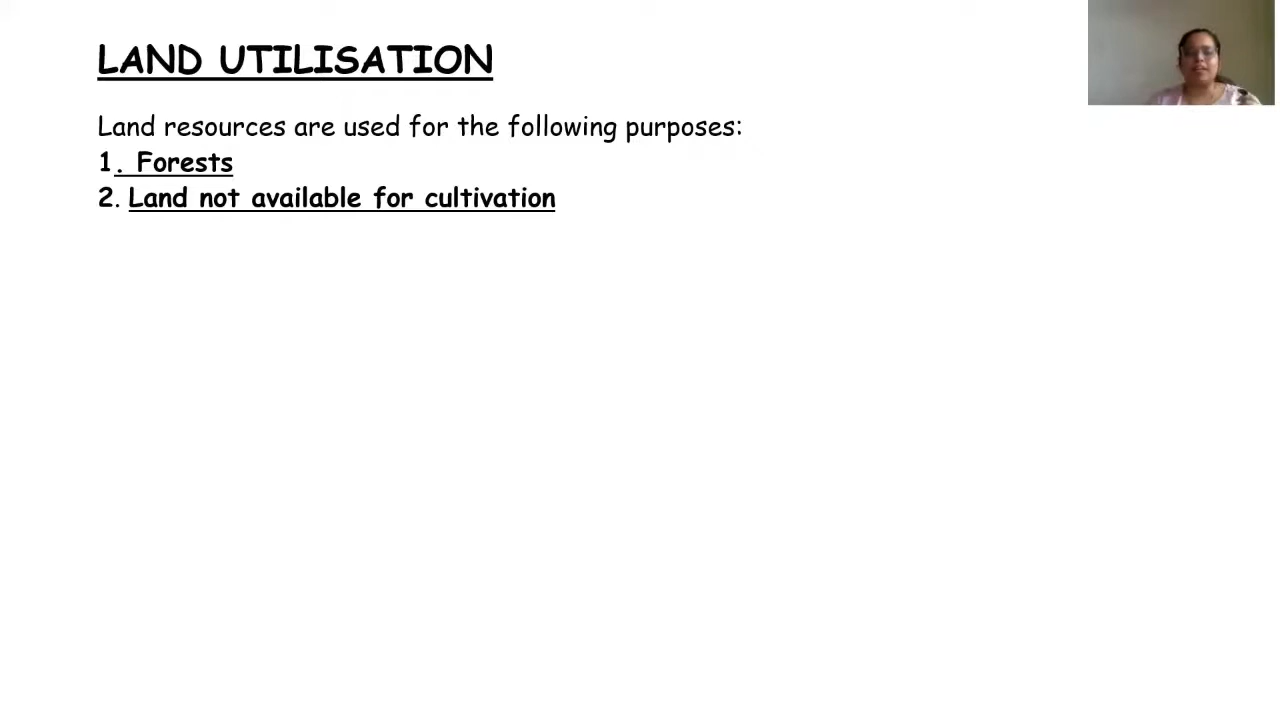 LAND UTILISATION
Land resources are used for the following purposes:
1. Forests
2. Land not available for cultivation